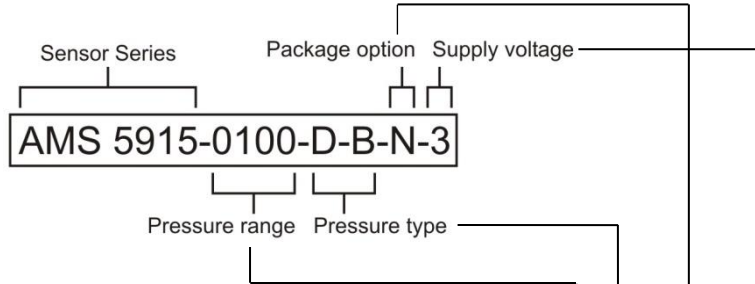 Sensor Series Package option Supply voltage
AMS 5915-0100-D-B-N-3
Pressure range Pressure type